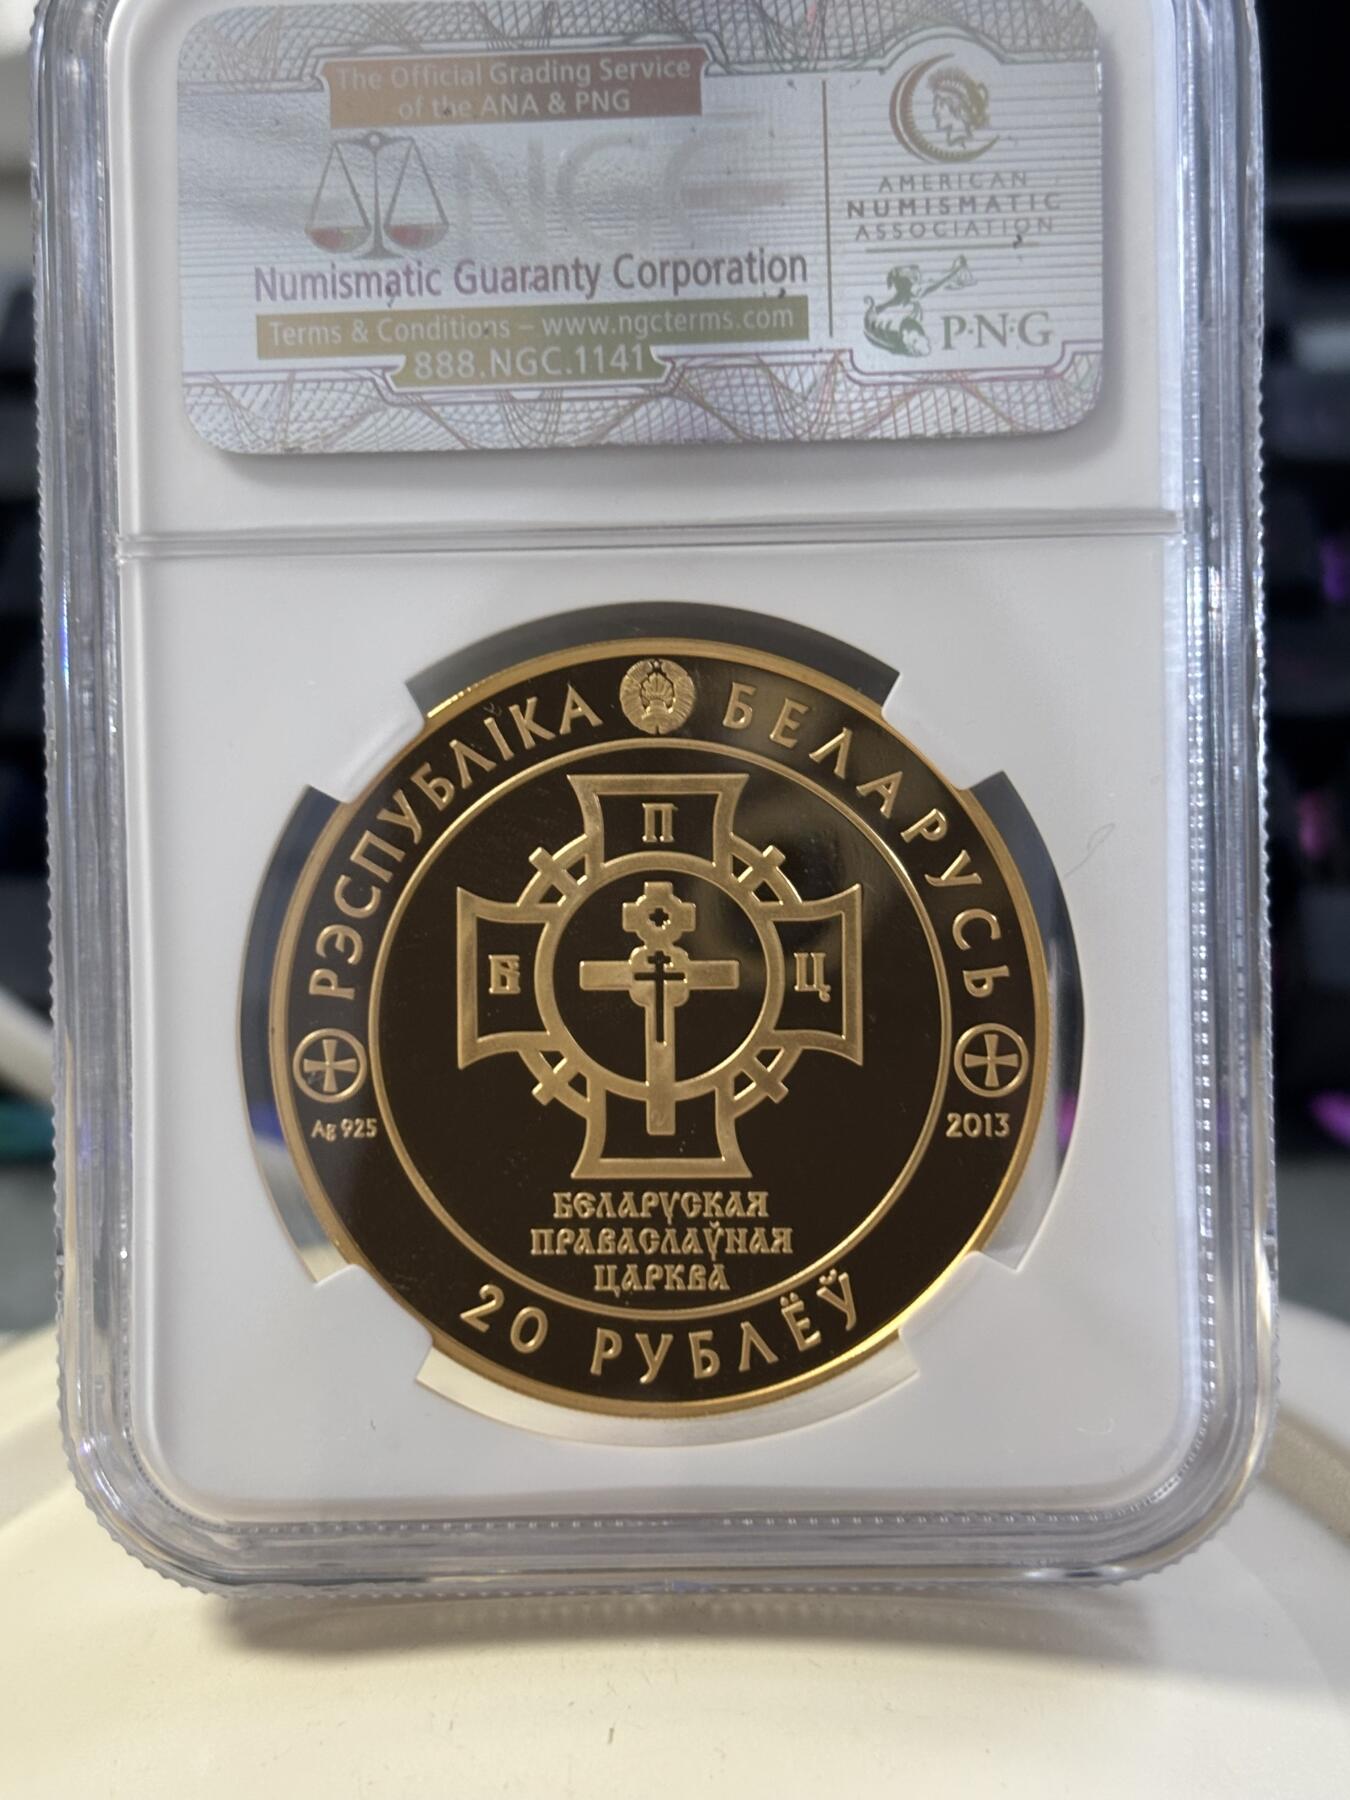 The Official Grading Service
of the ANA & PNG
NGC
Numismatic Guaranty Corporation
Terms & Conditions – www.ngcterms.com
888.NGC.1141
AMERICAN
NUMISMATIC
ASSOCIATION
P·N·G
РЭСПУБЛІКА БЕЛАРУСЬ
П
Б Ц
Ag 925
2013
БЕЛАРУСКАЯ
ПРАВАСЛАЎНАЯ
ЦАРКВА
20 РУБЛЁЎ